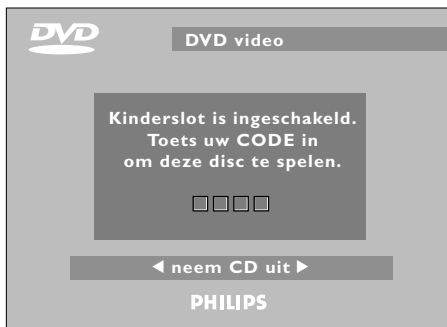 DVD
DVD video
Kinderslot is ingeschakeld.
Toets uw CODE in
om deze disc te spelen.
◀ neem CD uit ▶
PHILIPS